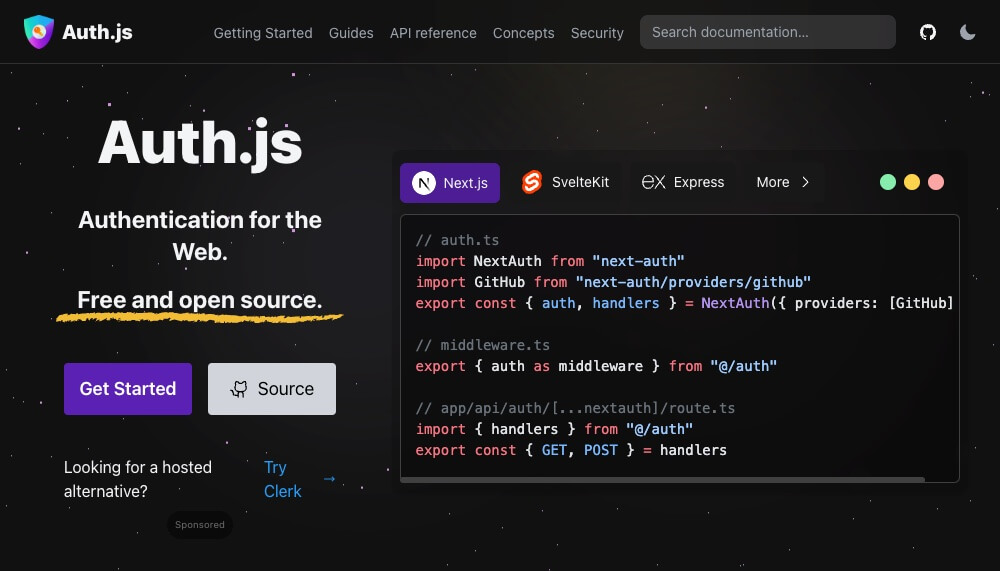 Auth.js
Getting Started Guides API reference Concepts Security Search documentation...
Auth.js
Authentication for the
Web.
Free and open source.
Get Started Source
Looking for a hosted
alternative?
Try
Clerk →
Sponsored
Next.js SvelteKit Express More
// auth.ts
import NextAuth from "next-auth"
import GitHub from "next-auth/providers/github"
export const { auth, handlers } = NextAuth({ providers: [GitHub]
// middleware.ts
export { auth as middleware } from "@/auth"
// app/api/auth/[...nextauth]/route.ts
import { handlers } from "@/auth"
export const { GET, POST } = handlers